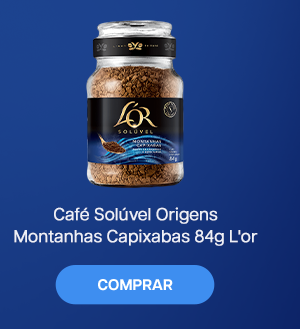 L'OR
SOLÚVEL
MONTANHAS
CAPIXABAS
84g
Café Solúvel Origens
Montanhas Capixabas 84g L'or
COMPRAR